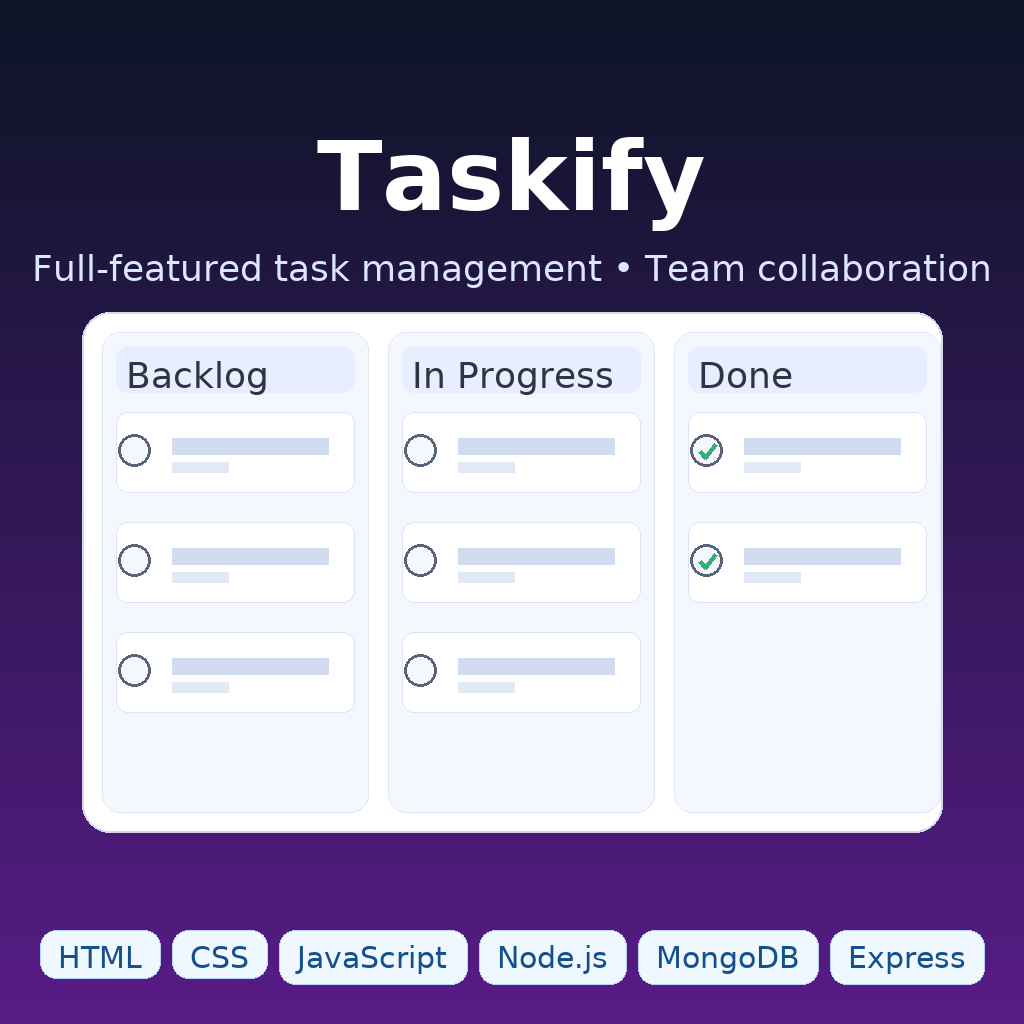 Taskify
Full-featured task management • Team collaboration
Backlog
In Progress
Done
HTML
CSS
JavaScript
Node.js
MongoDB
Express